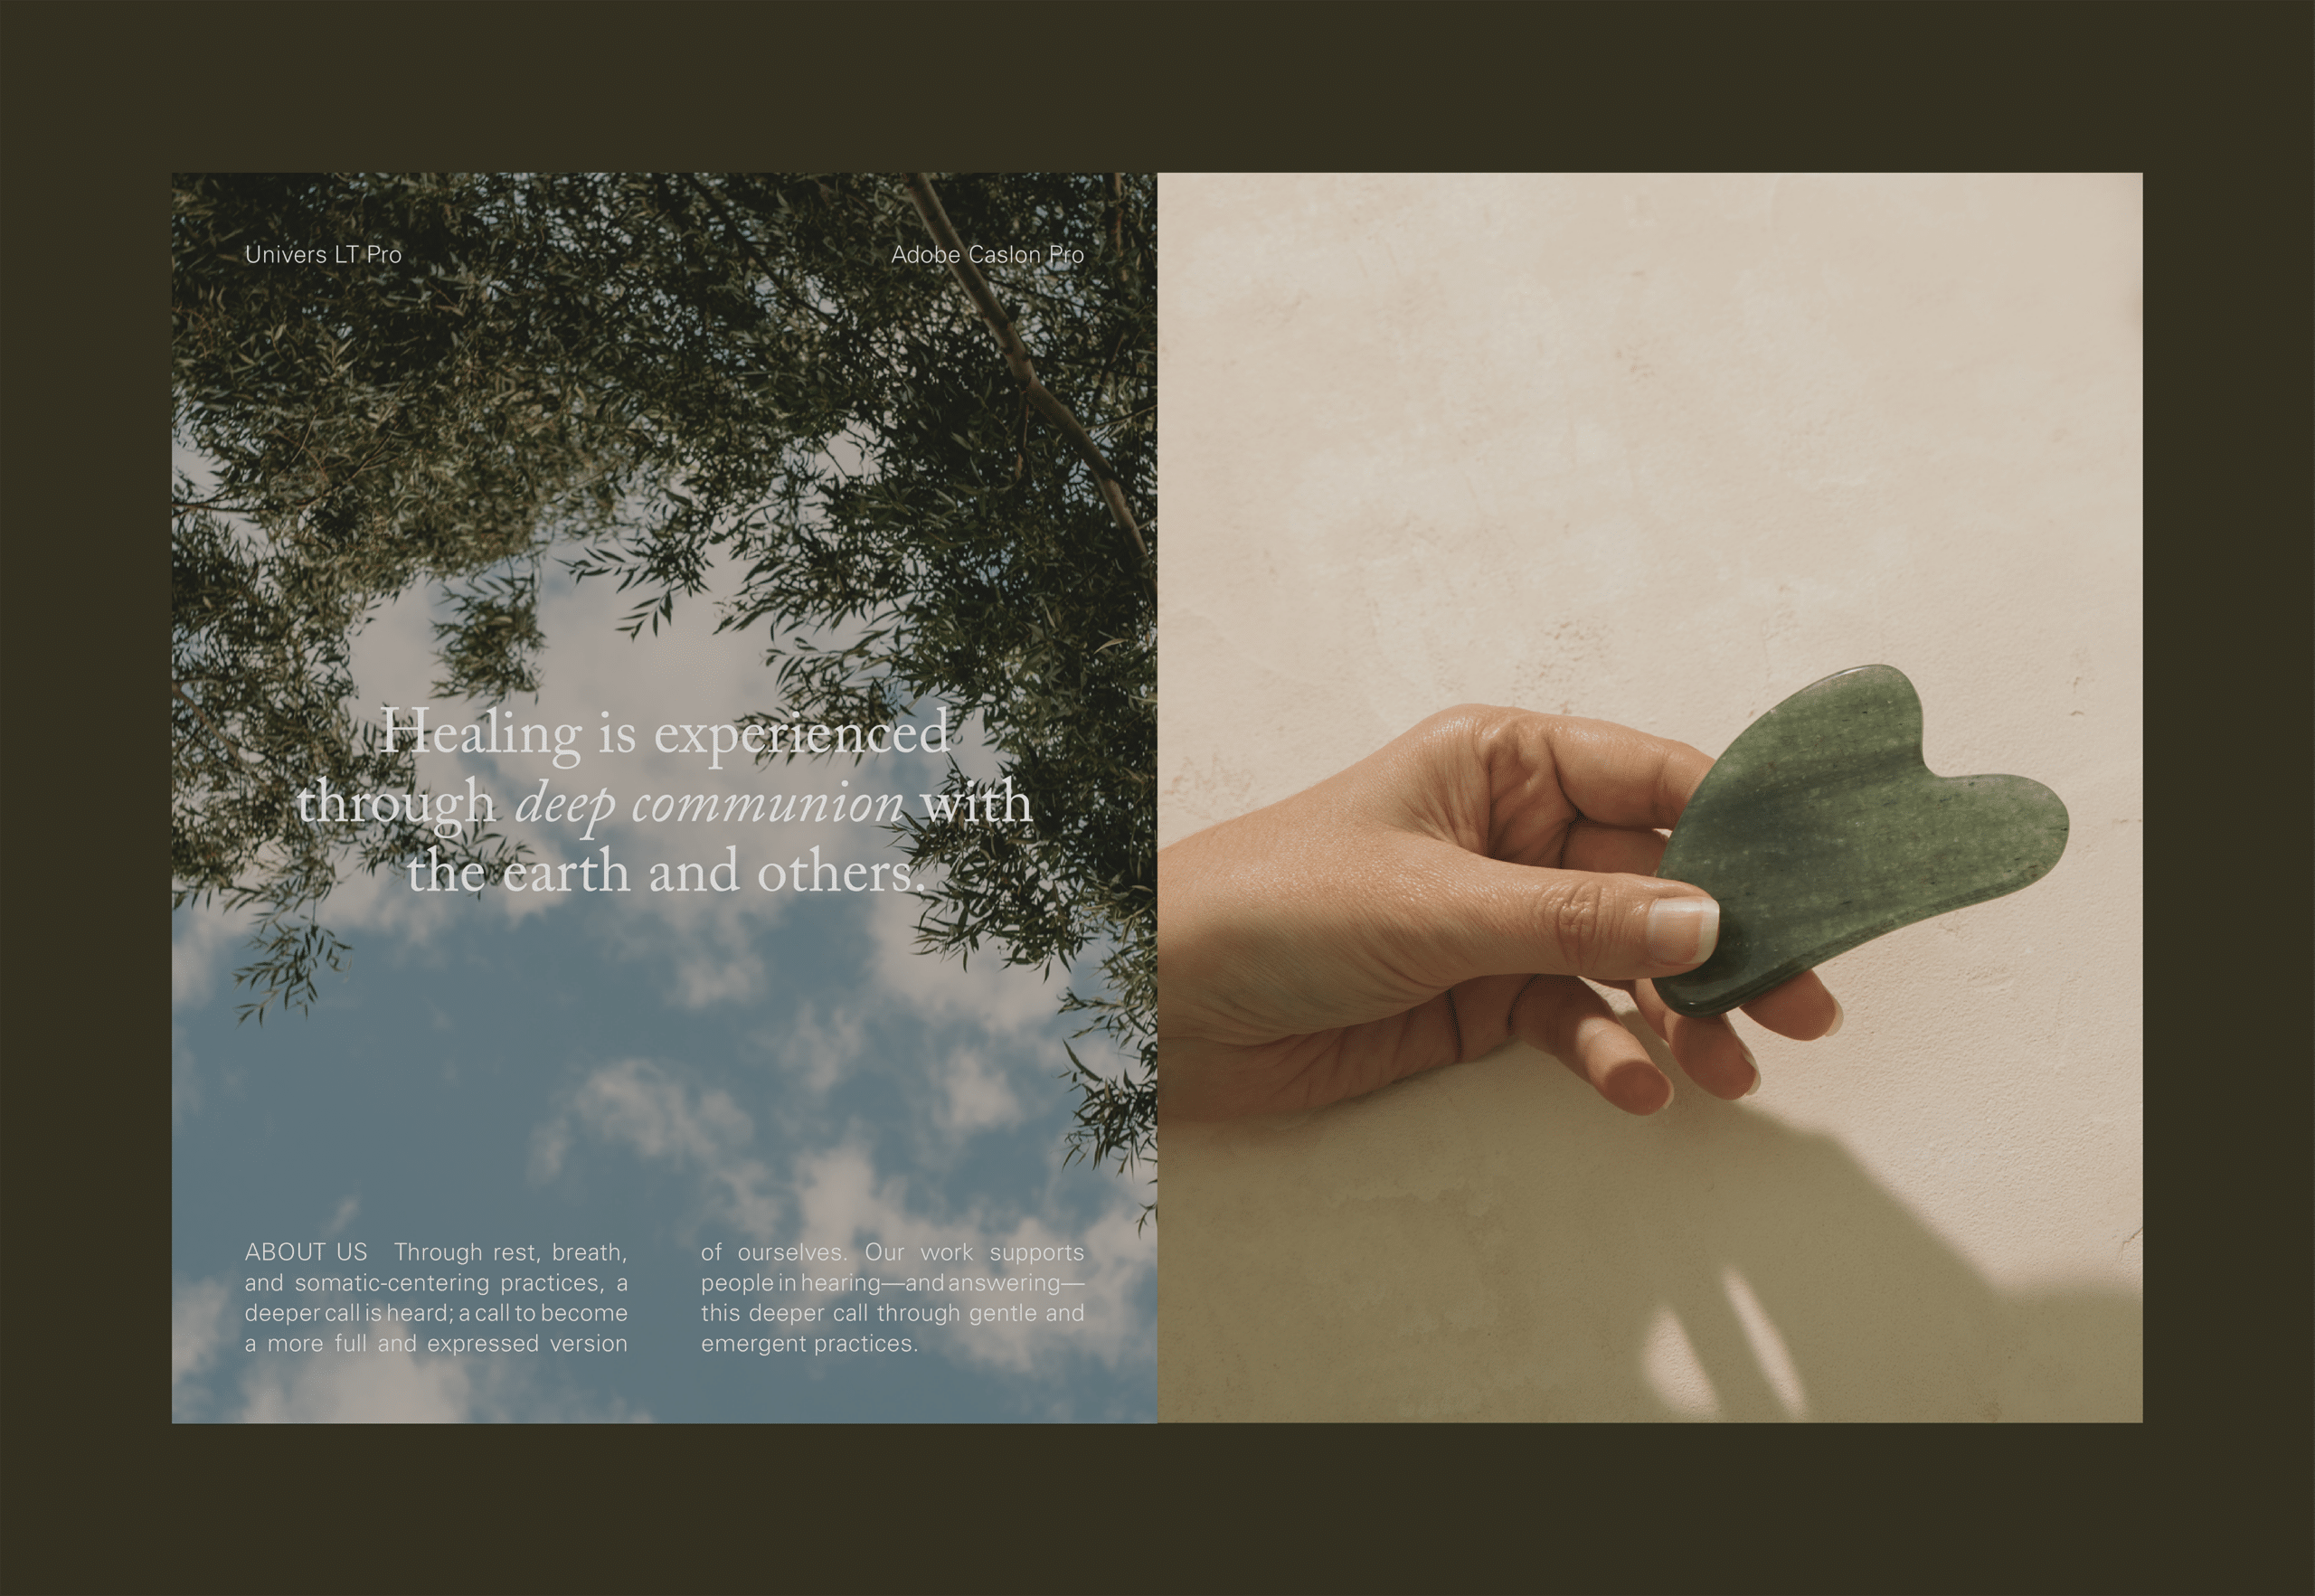 Univers LT Pro
Adobe Caslon Pro
Healing is experienced
through deep communion with
the earth and others.
ABOUT US Through rest, breath,
and somatic-centering practices, a
deeper call is heard; a call to become
a more full and expressed version
of ourselves. Our work supports
people in hearing—and answering—
this deeper call through gentle and
emergent practices.